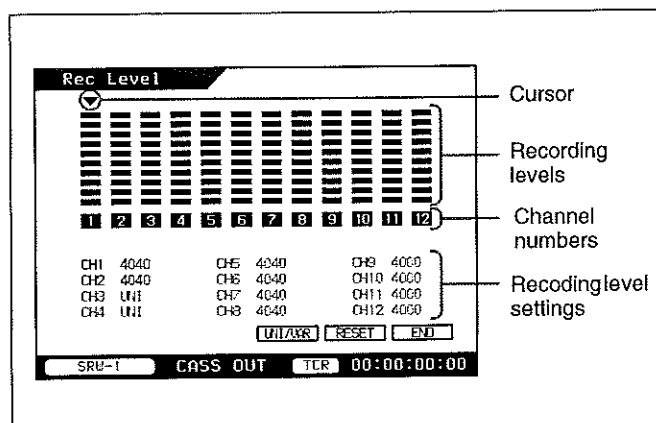 Rec Level
Cursor
Recording
levels
1 2 3 4 5 6 7 8 9 10 11 12
Channel
numbers
CH1 4040 CH5 4040 CH9 4000
CH2 4040 CH6 4040 CH10 4000
CH3 UNI CH7 4040 CH11 4000
CH4 UNI CH8 4040 CH12 4000
Recoding level
settings
UNI/VAR RESET END
SRW-1 CASS OUT TCR 00:00:00:00